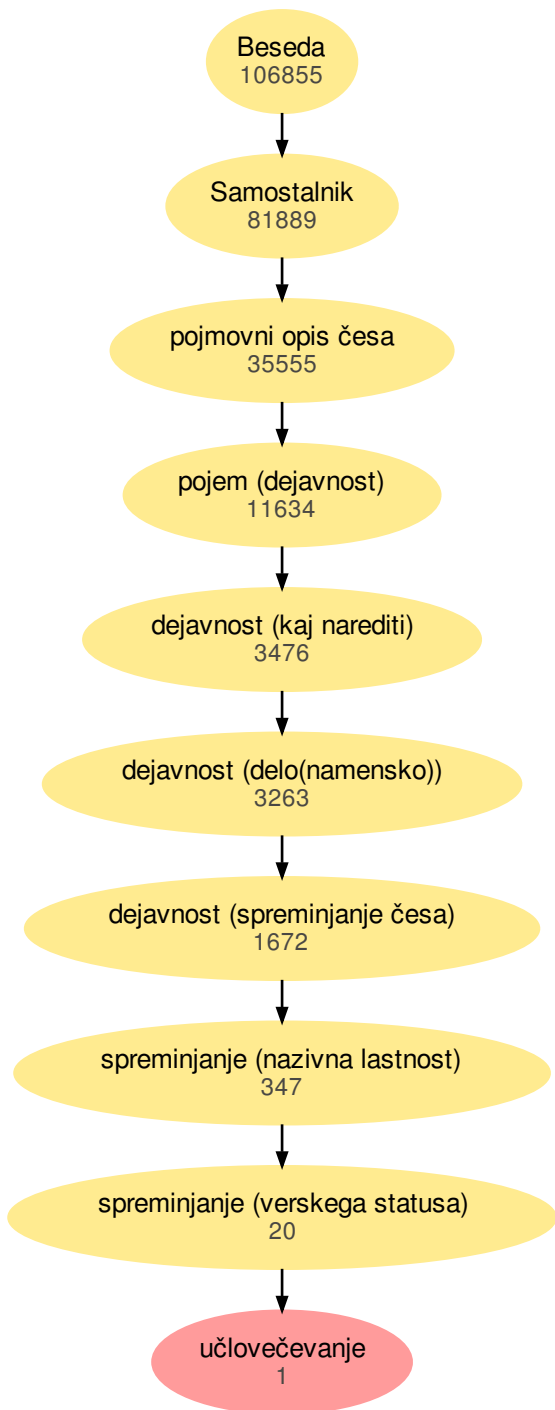 Beseda
106855
Samostalnik
81889
pojmovni opis česa
35555
pojem (dejavnost)
11634
dejavnost (kaj narediti)
3476
dejavnost (delo(namensko))
3263
dejavnost (spreminjanje česa)
1672
spreminjanje (nazivna lastnost)
347
spreminjanje (verskega statusa)
20
učlovečevanje
1